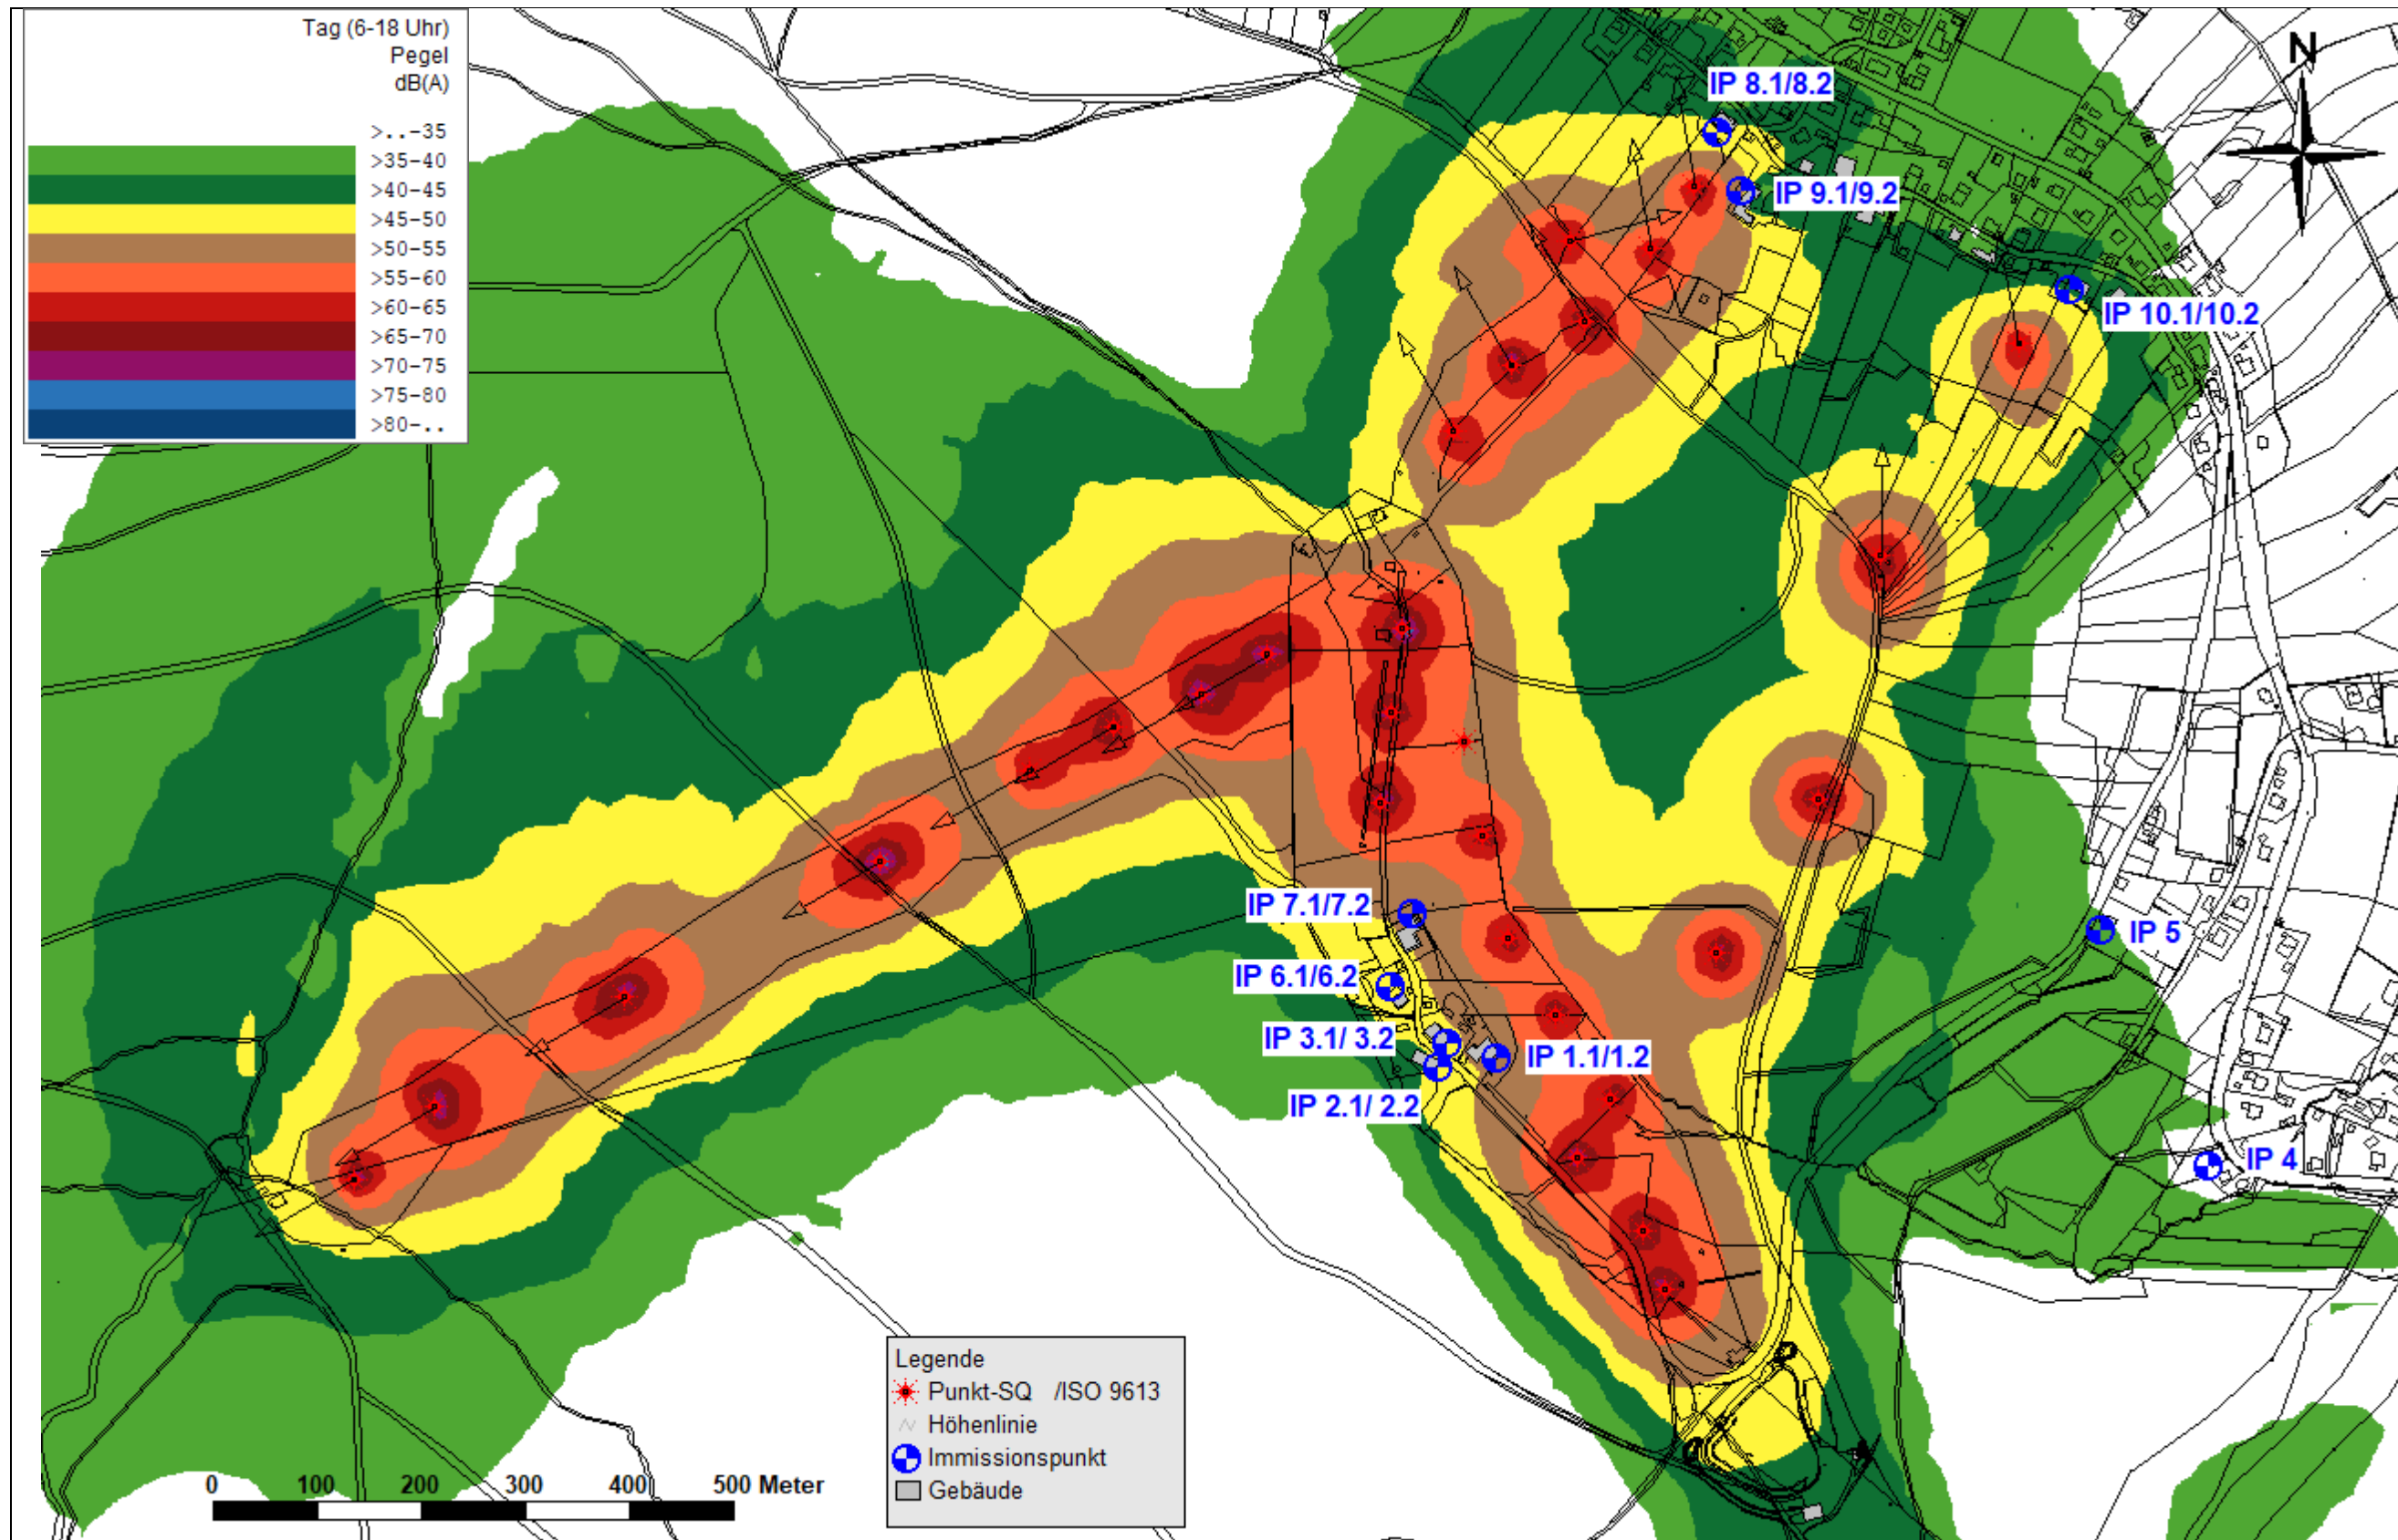 Tag (6-18 Uhr)
Pegel
dB(A)
>..-35
>35-40
>40-45
>45-50
>50-55
>55-60
>60-65
>65-70
>70-75
>75-80
>80-..
N
IP 8.1/8.2
IP 9.1/9.2
IP 10.1/10.2
IP 7.1/7.2
IP 5
IP 6.1/6.2
IP 3.1/ 3.2
IP 1.1/1.2
IP 2.1/ 2.2
IP 4
Legende
Punkt-SQ /ISO 9613
Höhenlinie
Immissionspunkt
Gebäude
0 100 200 300 400 500 Meter